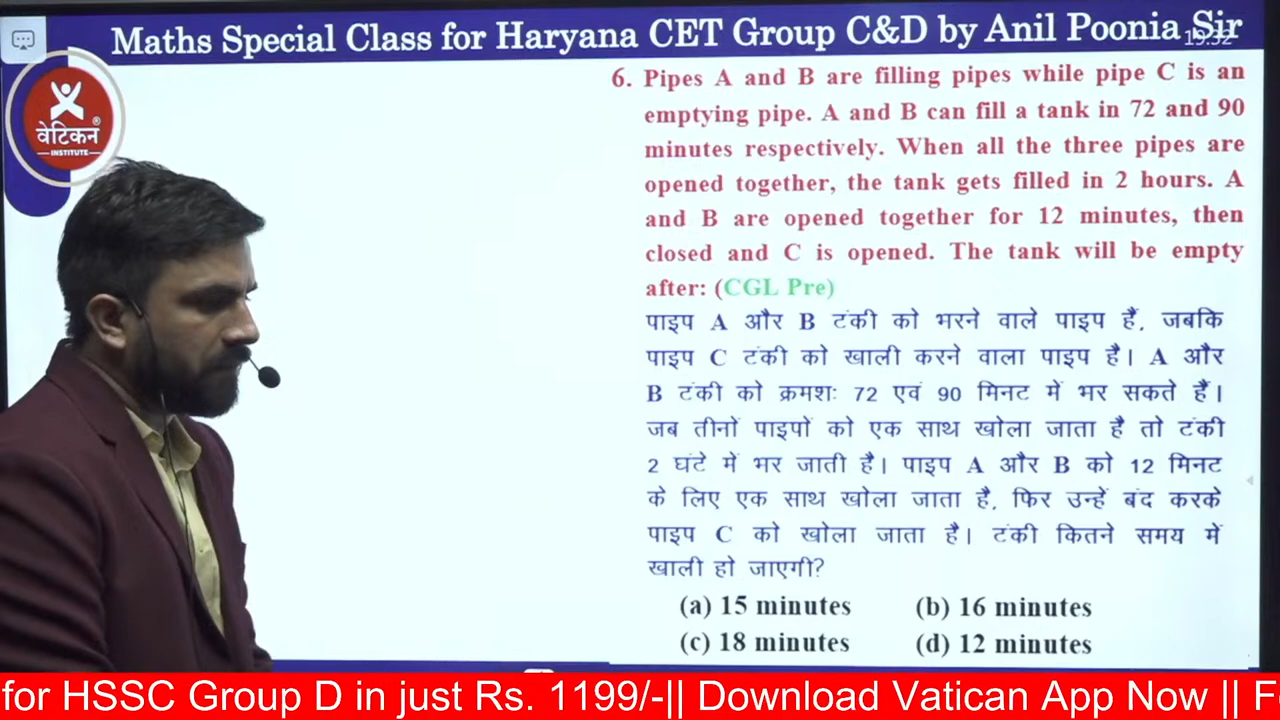 Maths Special Class for Haryana CET Group C&D by Anil Poonia Sir
19:32
वेटिकन
INSTITUTE
6. Pipes A and B are filling pipes while pipe C is an
emptying pipe. A and B can fill a tank in 72 and 90
minutes respectively. When all the three pipes are
opened together, the tank gets filled in 2 hours. A
and B are opened together for 12 minutes, then
closed and C is opened. The tank will be empty
after: (CGL Pre)
पाइप A और B टंकी को भरने वाले पाइप हैं, जबकि
पाइप C टंकी को खाली करने वाला पाइप है। A और
B टंकी को क्रमशः 72 एवं 90 मिनट में भर सकते हैं।
जब तीनों पाइपों को एक साथ खोला जाता है तो टंकी
2 घंटे में भर जाती है। पाइप A और B को 12 मिनट
के लिए एक साथ खोला जाता है, फिर उन्हें बंद करके
पाइप C को खोला जाता है। टंकी कितने समय में
खाली हो जाएगी?
(a) 15 minutes (b) 16 minutes
(c) 18 minutes (d) 12 minutes
for HSSC Group D in just Rs. 1199/-|| Download Vatican App Now || F